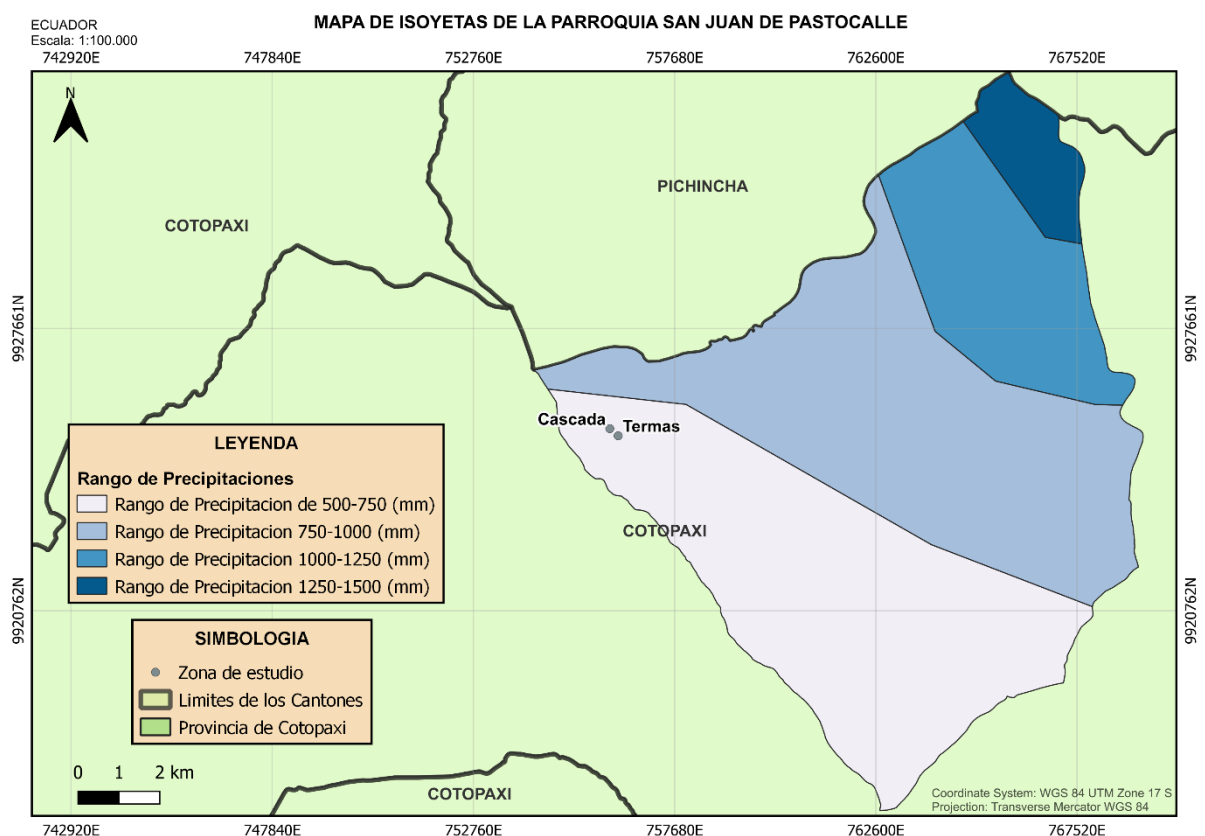 ECUADOR
Escala: 1:100.000
MAPA DE ISOYETAS DE LA PARROQUIA SAN JUAN DE PASTOCALLE
742920E 747840E 752760E 757680E 762600E 767520E
N
PICHINCHA
COTOPAXI
9927661N 9927661N
Cascada Termas
LEYENDA
Rango de Precipitaciones
Rango de Precipitacion de 500-750 (mm)
Rango de Precipitacion 750-1000 (mm)
Rango de Precipitacion 1000-1250 (mm)
Rango de Precipitacion 1250-1500 (mm)
COTOPAXI
9920762N 9920762N
SIMBOLOGIA
Zona de estudio
Limites de los Cantones
Provincia de Cotopaxi
0 1 2 km
COTOPAXI
Coordinate System: WGS 84 UTM Zone 17 S
Projection: Transverse Mercator WGS 84
742920E 747840E 752760E 757680E 762600E 767520E